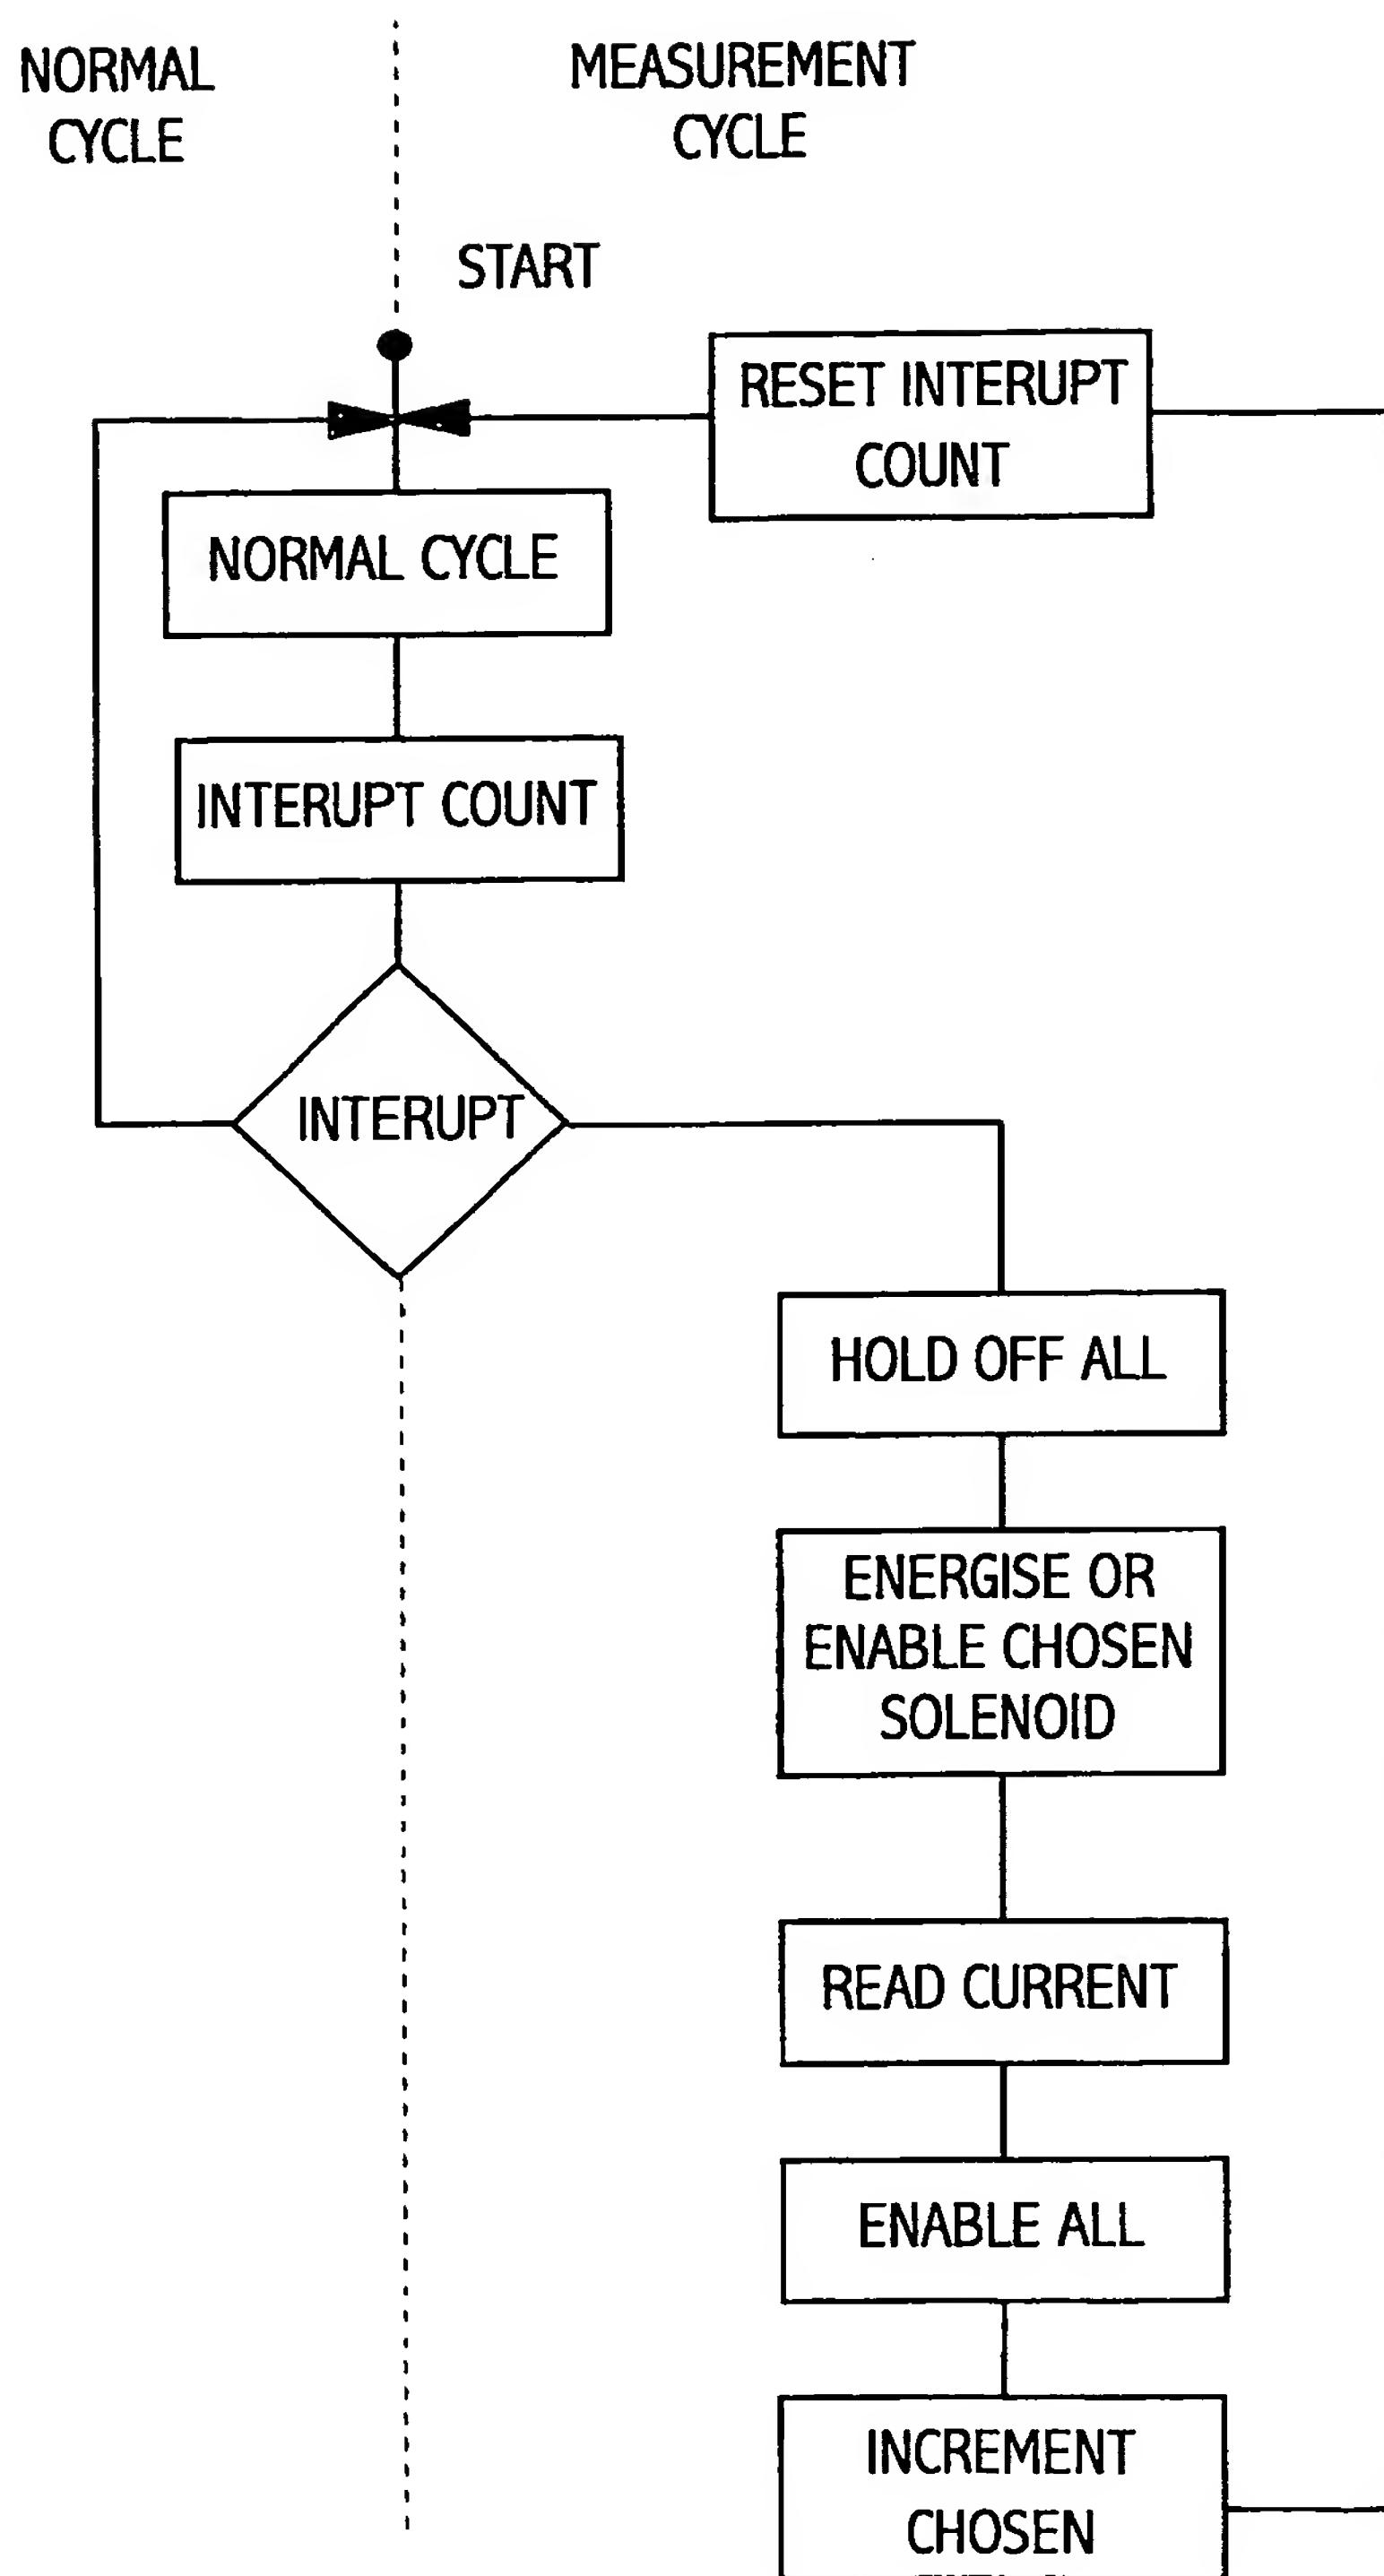 NORMAL
CYCLE
MEASUREMENT
CYCLE
START
RESET INTERUPT
COUNT
NORMAL CYCLE
INTERUPT COUNT
INTERUPT
HOLD OFF ALL
ENERGISE OR
ENABLE CHOSEN
SOLENOID
READ CURRENT
ENABLE ALL
INCREMENT
CHOSEN